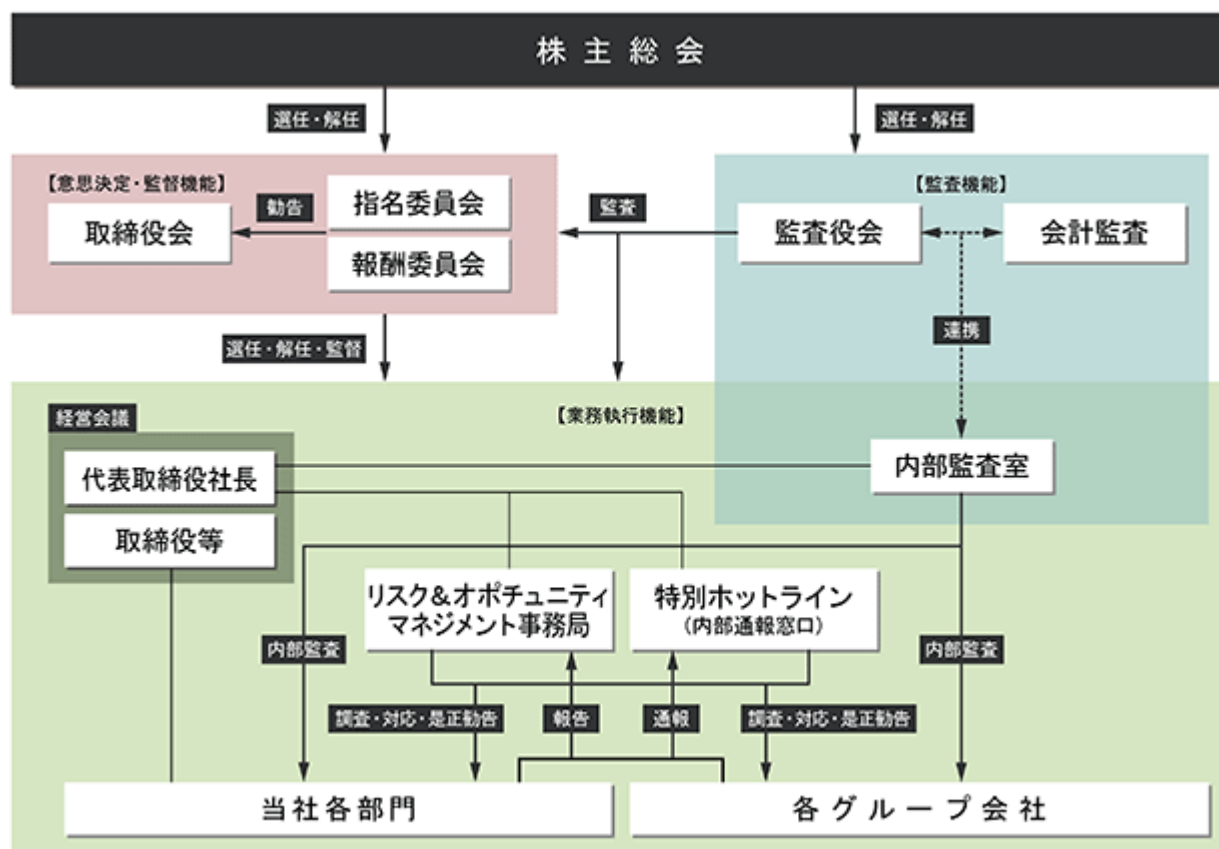 株主総会
選任・解任
選任・解任
【意思決定・監督機能】
取締役会
勧告
指名委員会
報酬委員会
監査
【監査機能】
監査役会
会計監査
連携
選任・解任・監督
【業務執行機能】
経営会議
代表取締役社長
取締役等
内部監査室
リスク&オポチュニティ
マネジメント事務局
特別ホットライン
(内部通報窓口)
内部監査
内部監査
調査・対応・是正勧告
報告
通報
調査・対応・是正勧告
当社各部門
各グループ会社